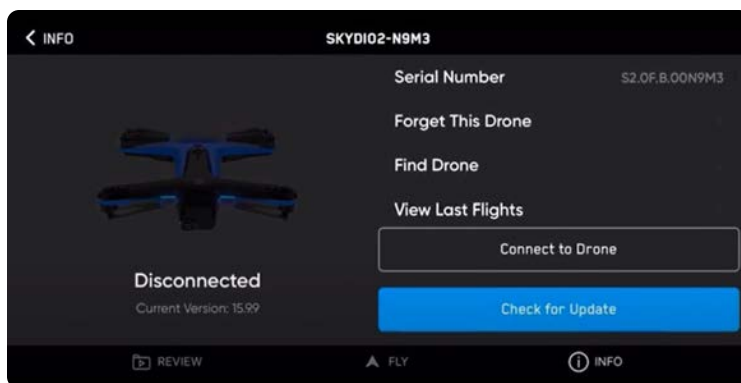 INFO
SKYDIO2-N9M3
Serial Number S2.0F.B.00N9M3
Forget This Drone
Find Drone
View Last Flights
Connect to Drone
Disconnected
Current Version: 15.99
Check for Update
REVIEW
FLY
INFO